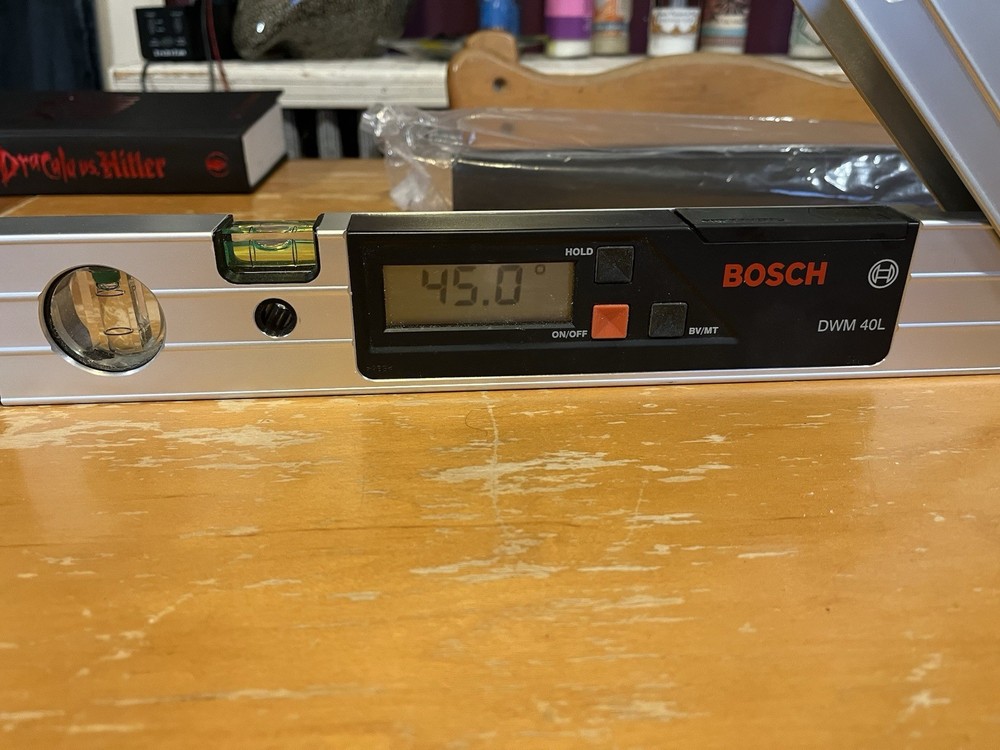 Dracula vs. Hitler
45.0°
HOLD
ON/OFF
BV/MT
BOSCH
DWM 40L